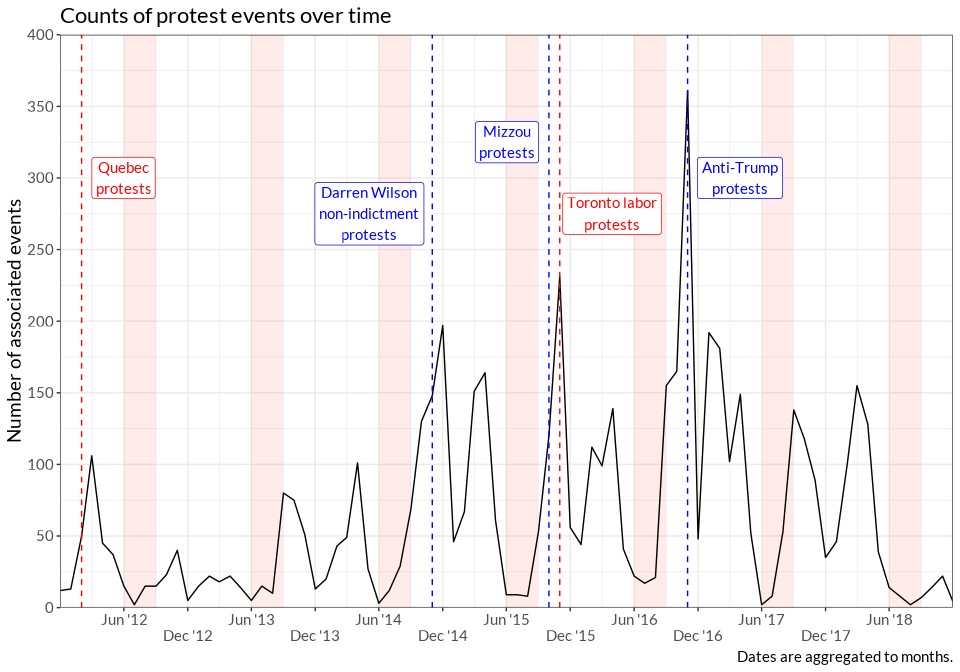 Counts of protest events over time
Number of associated events
400
350
300
250
200
150
100
50
0
Quebec
protests
Darren Wilson
non-indictment
protests
Mizzou
protests
Toronto labor
protests
Anti-Trump
protests
Jun '12
Dec '12
Jun '13
Dec '13
Jun '14
Dec '14
Jun '15
Dec '15
Jun '16
Dec '16
Jun '17
Dec '17
Jun '18
Dates are aggregated to months.